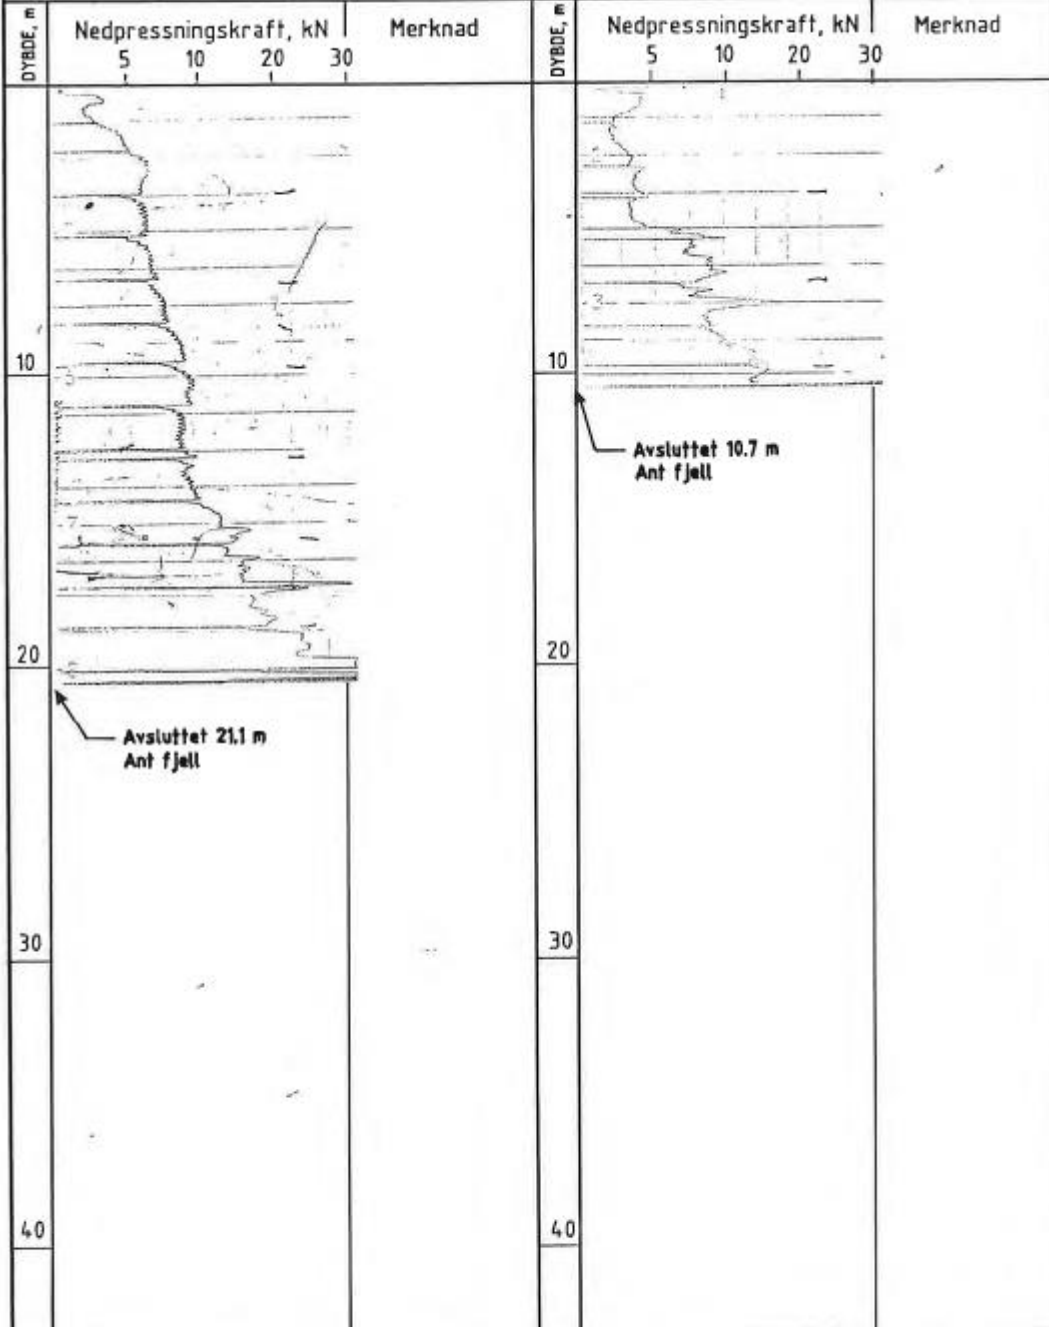 DYBDE, m
Nedpressningskraft, kN
Merknad
5 10 20 30
10
20
30
40
Avsluttet 21.1 m
Ant fjell
DYBDE, m
Nedpressningskraft, kN
Merknad
5 10 20 30
10
20
30
40
Avsluttet 10.7 m
Ant fjell